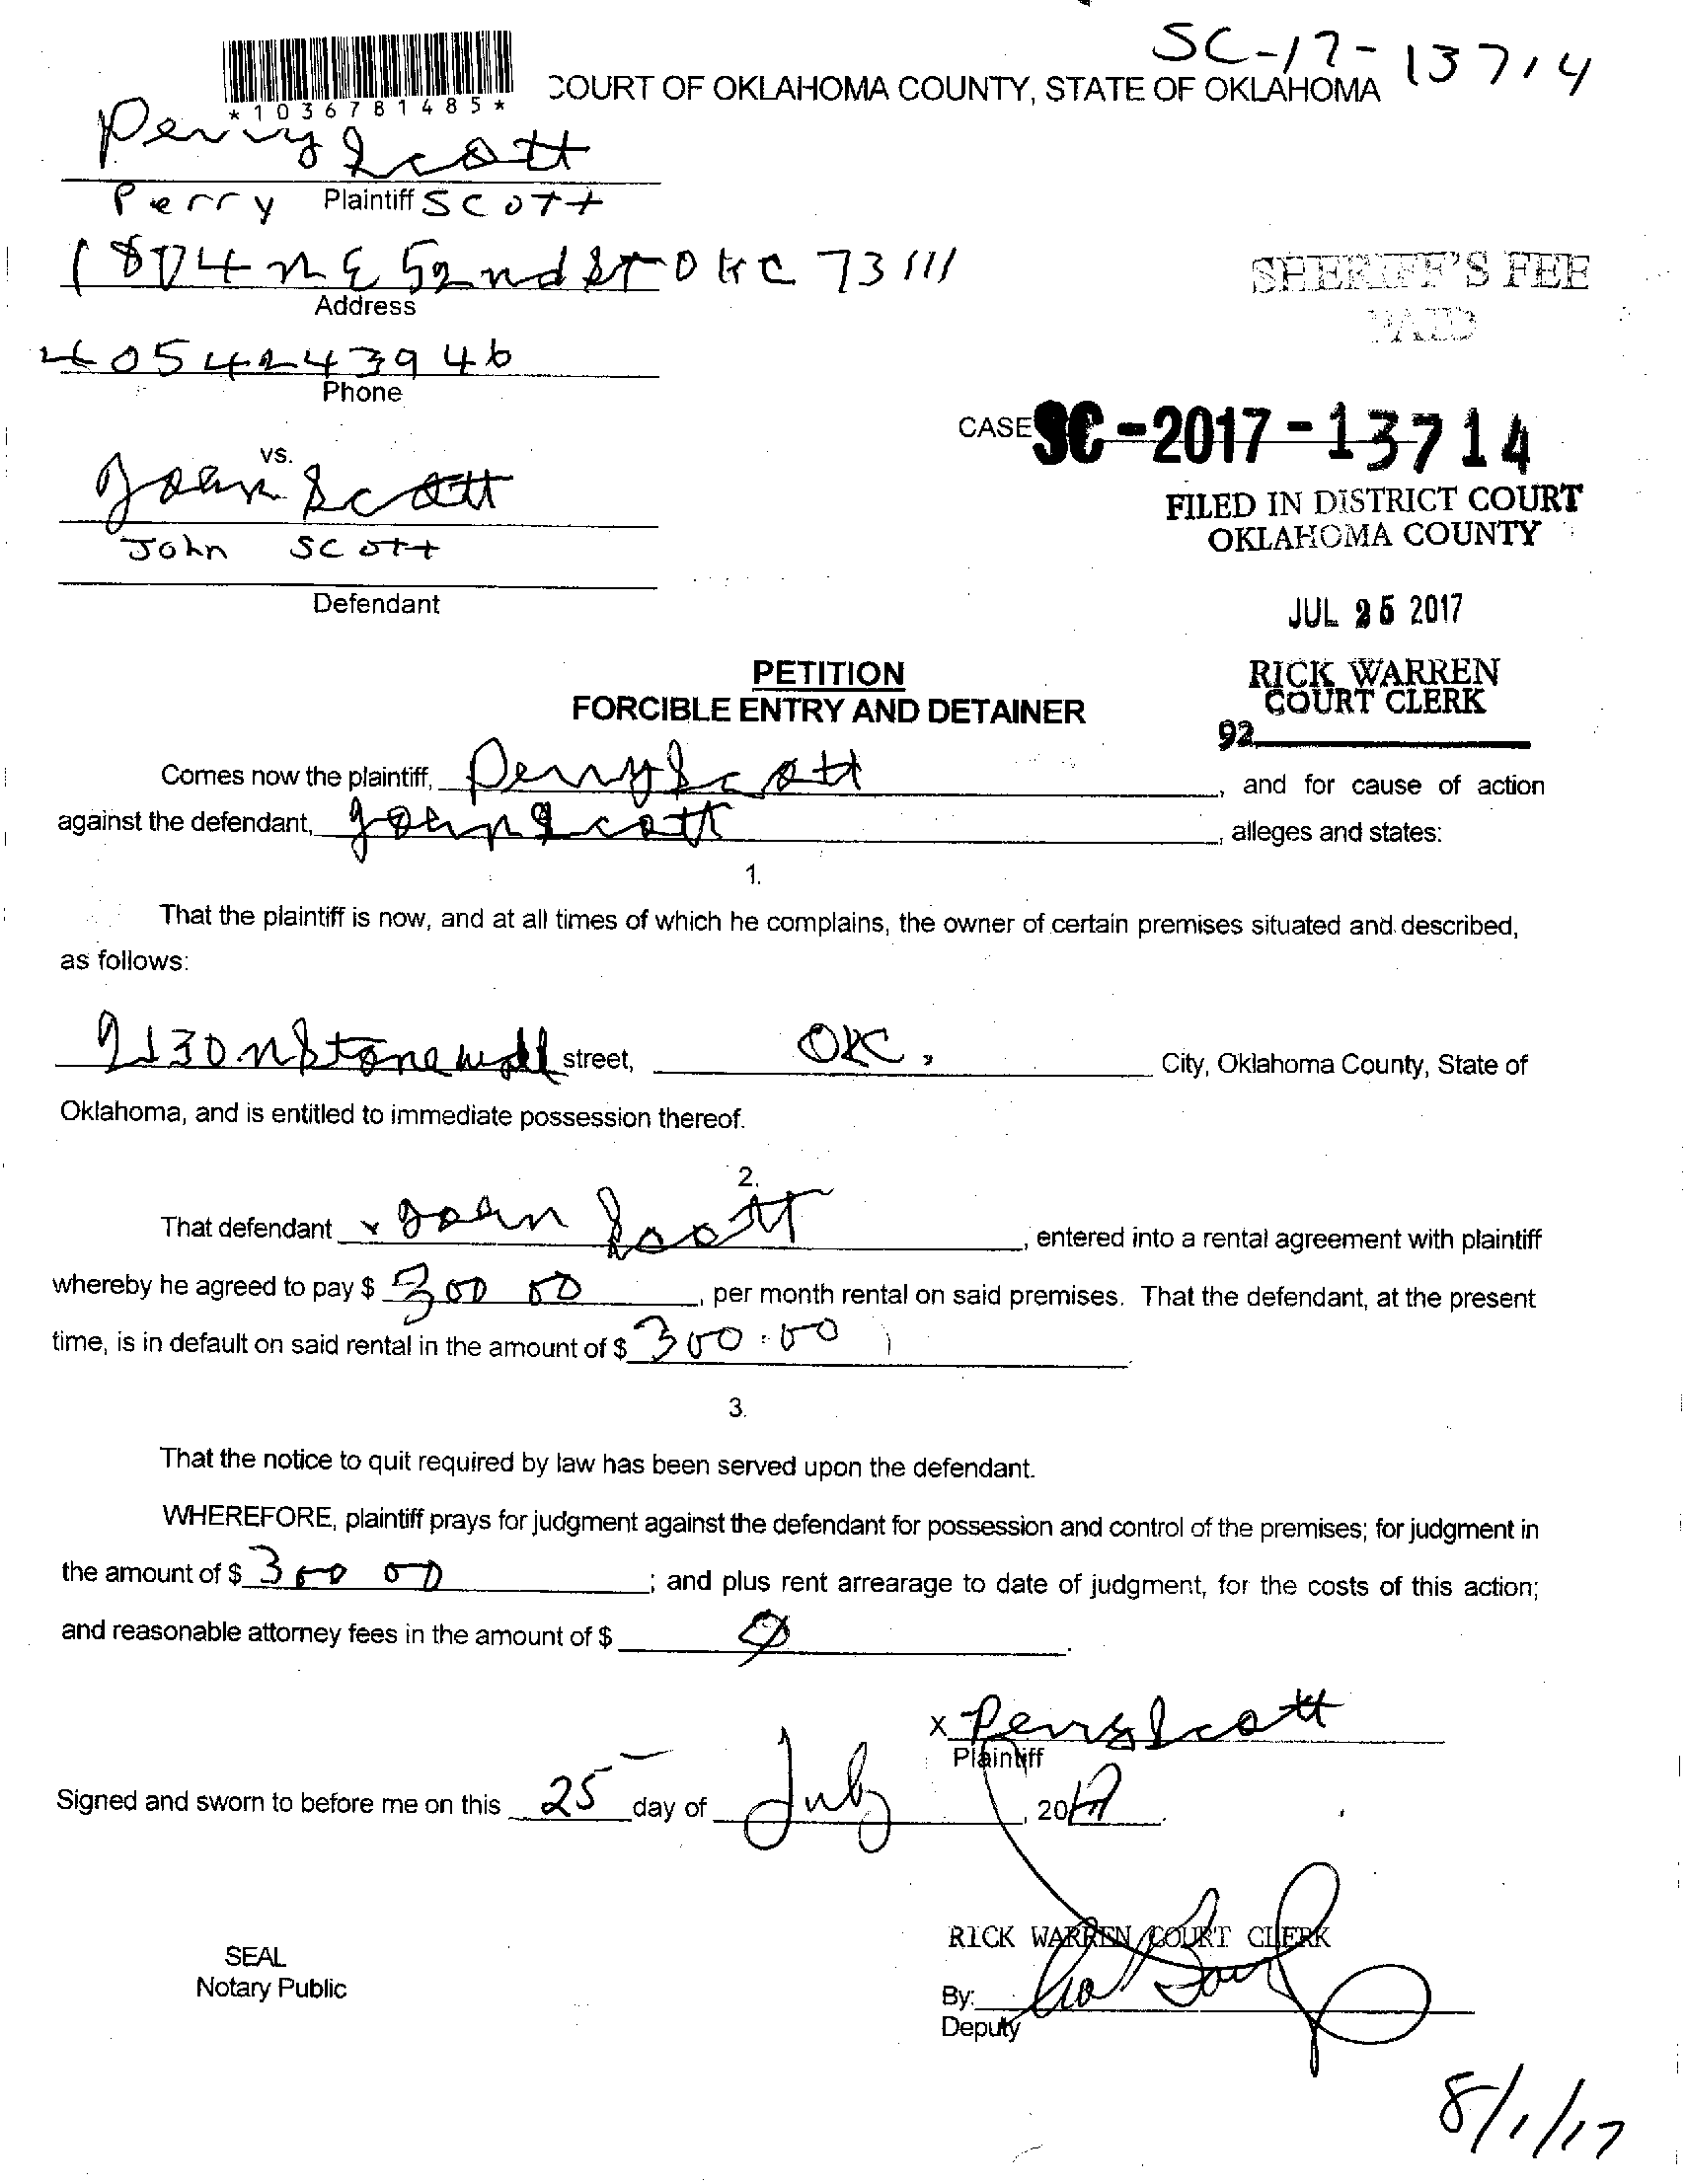 SC-17-13714
*1036781485*
COURT OF OKLAHOMA COUNTY, STATE OF OKLAHOMA
Perry Scott
Perry Plaintiff Scott
1804 NE 52nd ST OKC 73111
Address
SHERIFF'S FEE
PAID
4054243946
Phone
CASE SC-2017-13714
vs.
John Scott
FILED IN DISTRICT COURT
OKLAHOMA COUNTY
John Scott
Defendant
JUL 25 2017
PETITION
FORCIBLE ENTRY AND DETAINER
RICK WARREN
COURT CLERK
92
Comes now the plaintiff, Perry Scott, and for cause of action
against the defendant, John Scott, alleges and states:
1.
That the plaintiff is now, and at all times of which he complains, the owner of certain premises situated and described,
as follows:
2130 N Stonewall street, OKC, City, Oklahoma County, State of
Oklahoma, and is entitled to immediate possession thereof.
2.
That defendant x John Scott, entered into a rental agreement with plaintiff
whereby he agreed to pay $ 300 00, per month rental on said premises. That the defendant, at the present
time, is in default on said rental in the amount of $ 300.00
3.
That the notice to quit required by law has been served upon the defendant.
WHEREFORE, plaintiff prays for judgment against the defendant for possession and control of the premises; for judgment in
the amount of $ 300 00; and plus rent arrearage to date of judgment, for the costs of this action;
and reasonable attorney fees in the amount of $ 0.
X Perry Scott
Plaintiff
Signed and sworn to before me on this 25 day of July, 2017.
RICK WARREN, COURT CLERK
SEAL
Notary Public
By:
Deputy
8/1/17